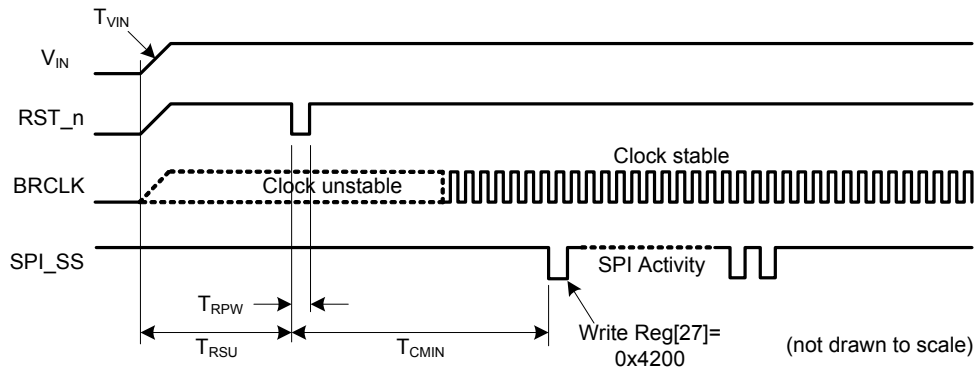 TVIN
VIN
RST_n
Clock stable
BRCLK
Clock unstable
SPI_SS
SPI Activity
TRPW
TRSU
TCMIN
Write Reg[27]=
0x4200
(not drawn to scale)